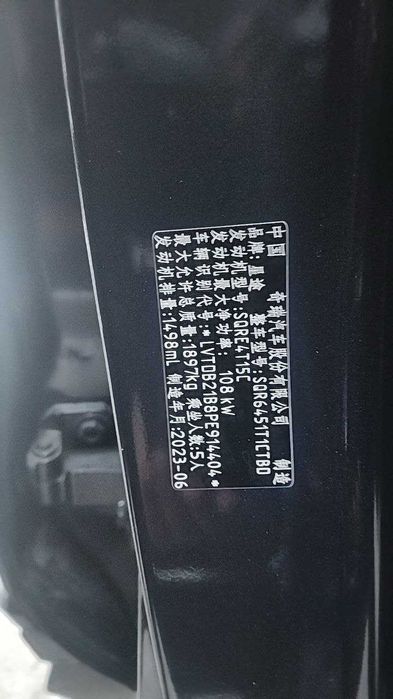 中国 奇瑞汽车股份有限公司 制造
品牌:星途 整车型号:SQR6451T1CTBD
发动机型号:SQRE4T15C
发动机最大净功率: 108kW
车辆识别代号:*LVTDB21B8PE914404*
最大允许总质量:1897kg 乘坐人数:5人
发动机排量:1498mL 制造年月:2023-06